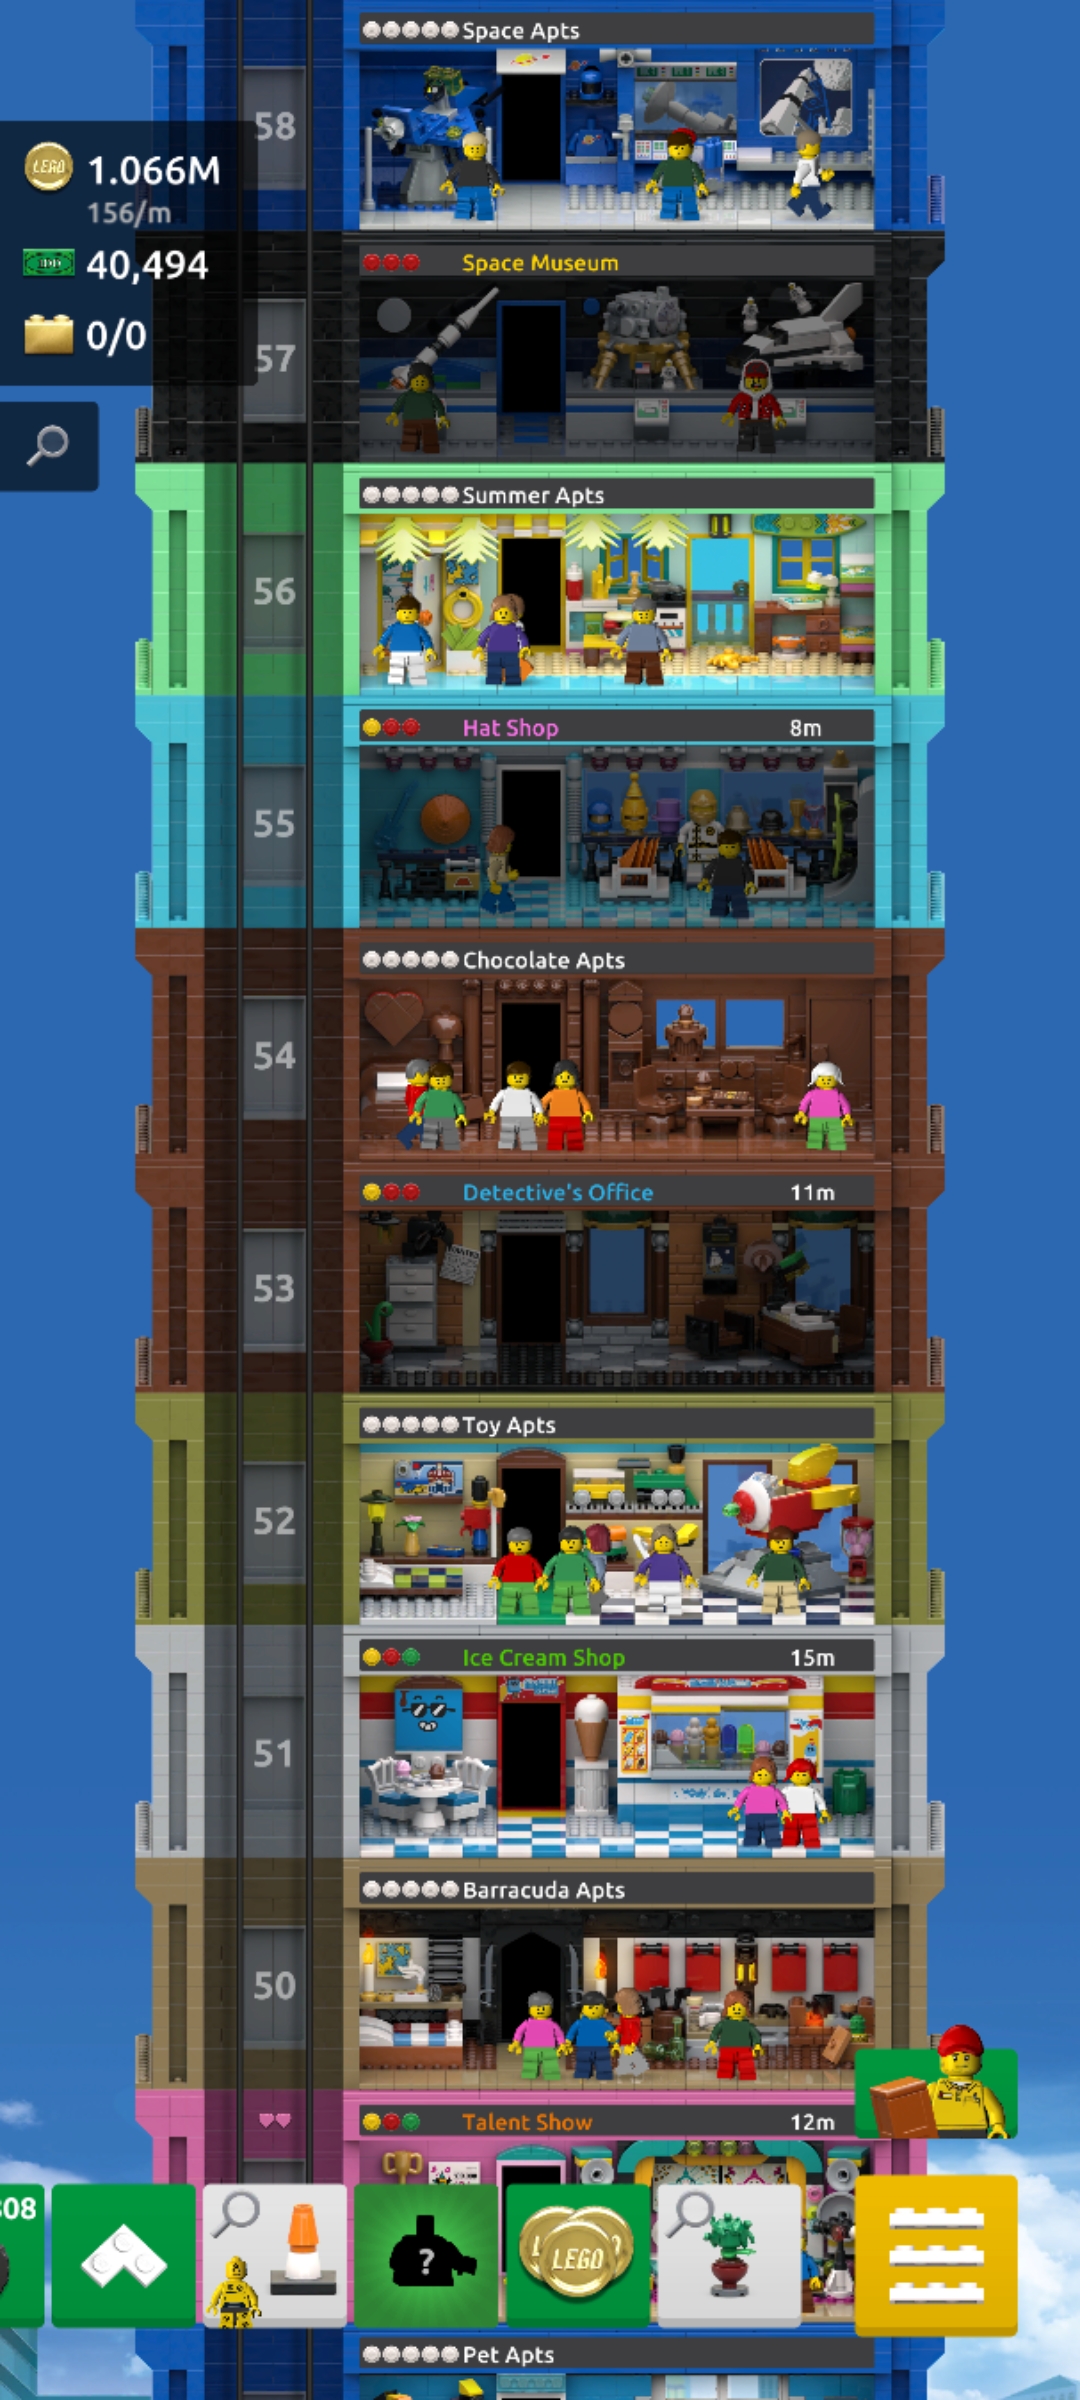 Space Apts
58
LEGO 1.066M
156/m
40,494
0/0
Space Museum
57
Summer Apts
56
Hat Shop 8m
55
Chocolate Apts
54
Detective's Office 11m
53
Toy Apts
52
Ice Cream Shop 15m
51
Barracuda Apts
50
Talent Show 12m
?
LEGO
Pet Apts